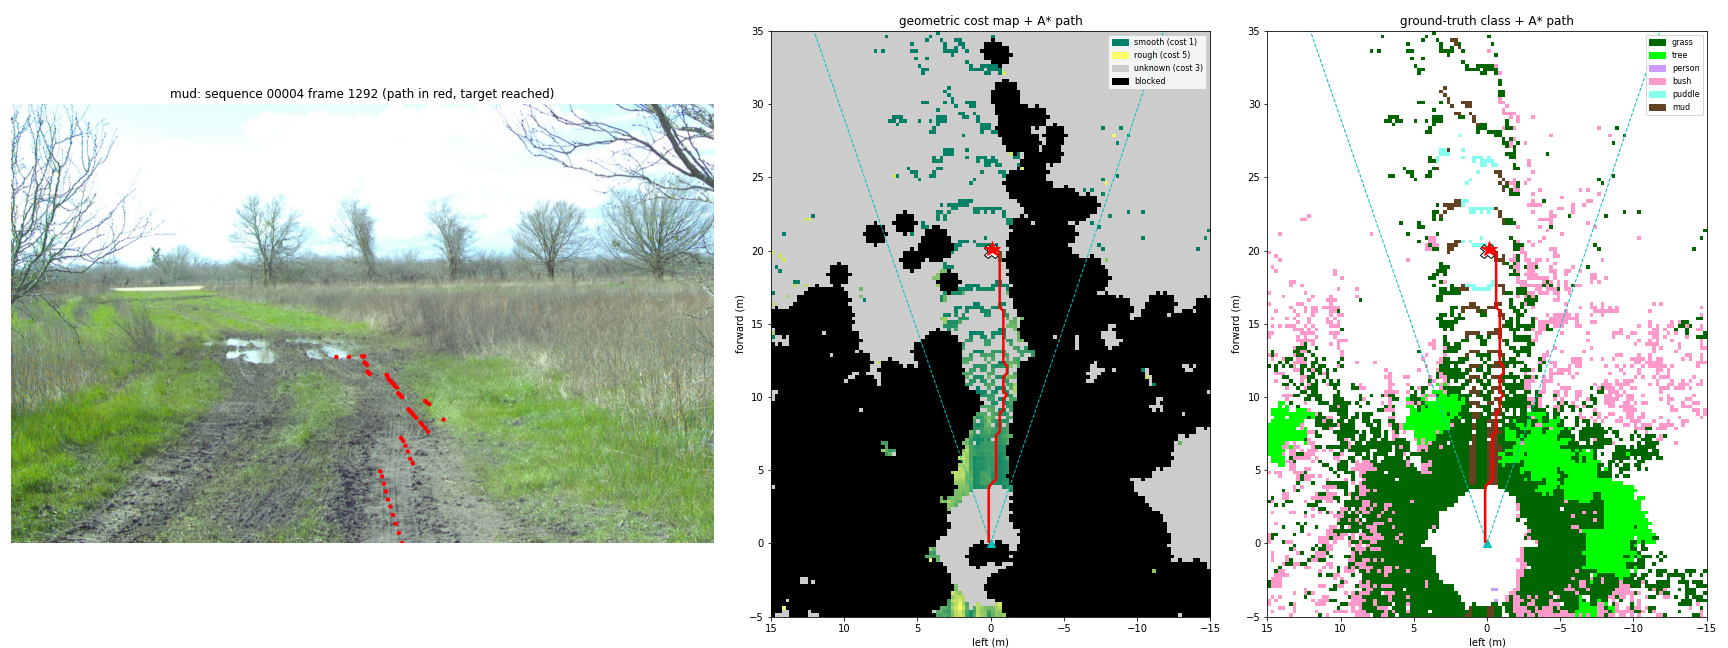 mud: sequence 00004 frame 1292 (path in red, target reached)
geometric cost map + A* path
smooth (cost 1)
rough (cost 5)
unknown (cost 3)
blocked
forward (m)
35
30
25
20
15
10
5
0
−5
15 10 5 0 −5 −10 −15
left (m)
ground-truth class + A* path
grass
tree
person
bush
puddle
mud
forward (m)
35
30
25
20
15
10
5
0
−5
15 10 5 0 −5 −10 −15
left (m)